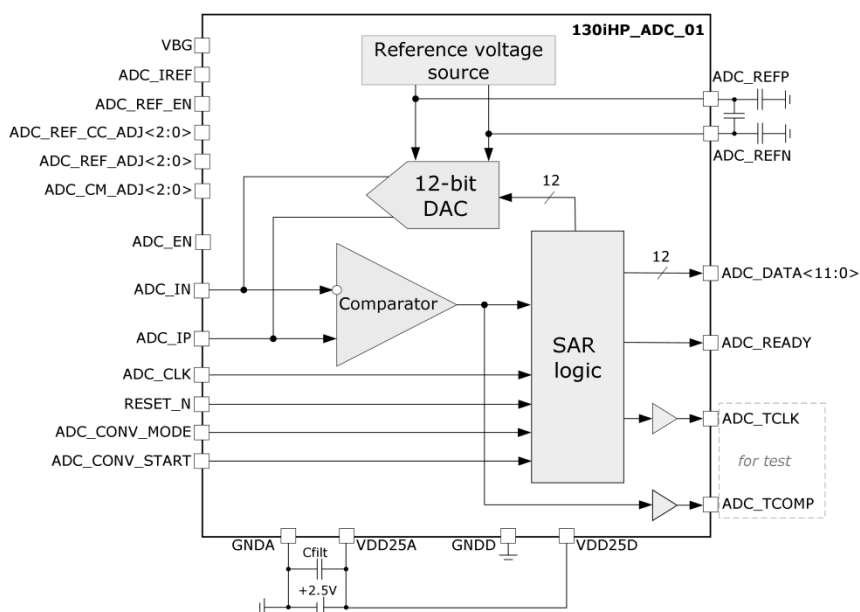 130iHP_ADC_01
VBG
ADC_IREF
ADC_REF_EN
ADC_REF_CC_ADJ<2:0>
ADC_REF_ADJ<2:0>
ADC_CM_ADJ<2:0>
ADC_EN
ADC_IN
ADC_IP
ADC_CLK
RESET_N
ADC_CONV_MODE
ADC_CONV_START
Reference voltage
source
12-bit
DAC
12
Comparator
SAR
logic
12
ADC_REFP
ADC_REFN
ADC_DATA<11:0>
ADC_READY
ADC_TCLK
for test
ADC_TCOMP
GNDA
VDD25A
GNDD
VDD25D
Cfilt
+2.5V